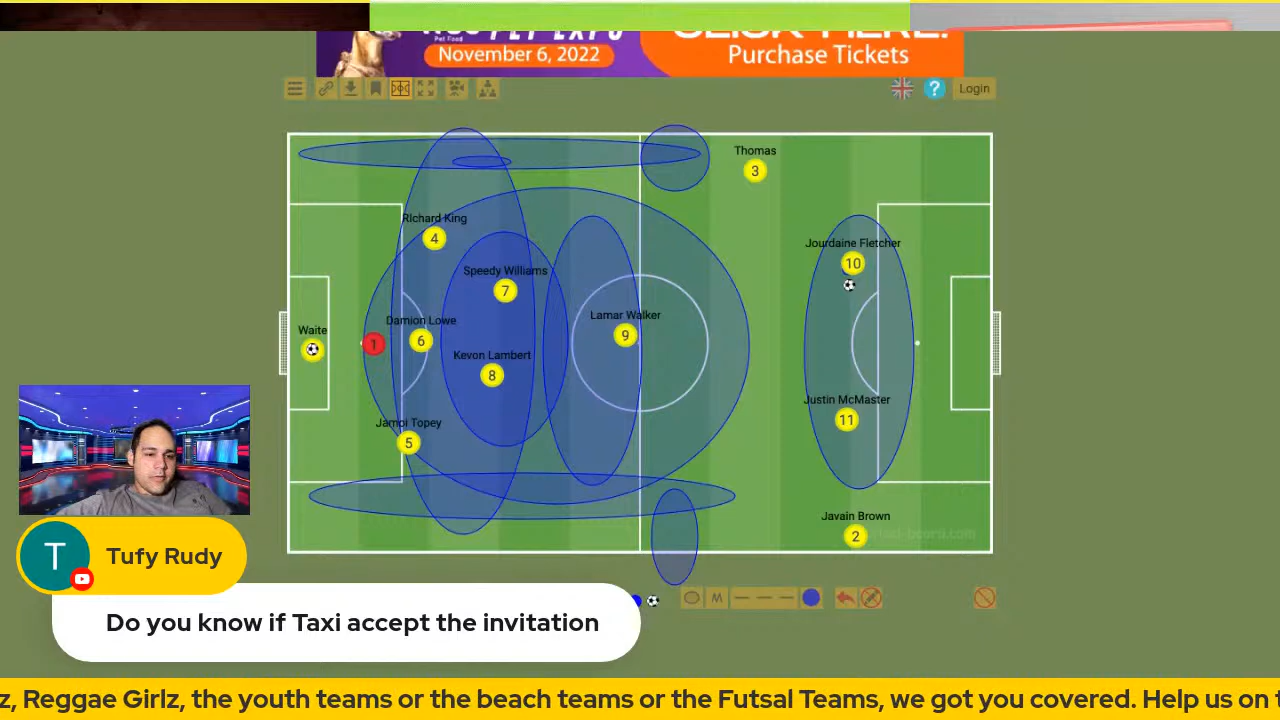 Pet Food
November 6, 2022
Purchase Tickets
Login
Thomas
3
RIchard King
4
Jourdaine Fletcher
10
Speedy Williams
7
Lamar Walker
9
Waite
1
Damion Lowe
6
Kevon Lambert
8
Justin McMaster
11
Jamoi Topey
5
Javain Brown
2
T
Tufy Rudy
Do you know if Taxi accept the invitation
z, Reggae Girlz, the youth teams or the beach teams or the Futsal Teams, we got you covered. Help us on